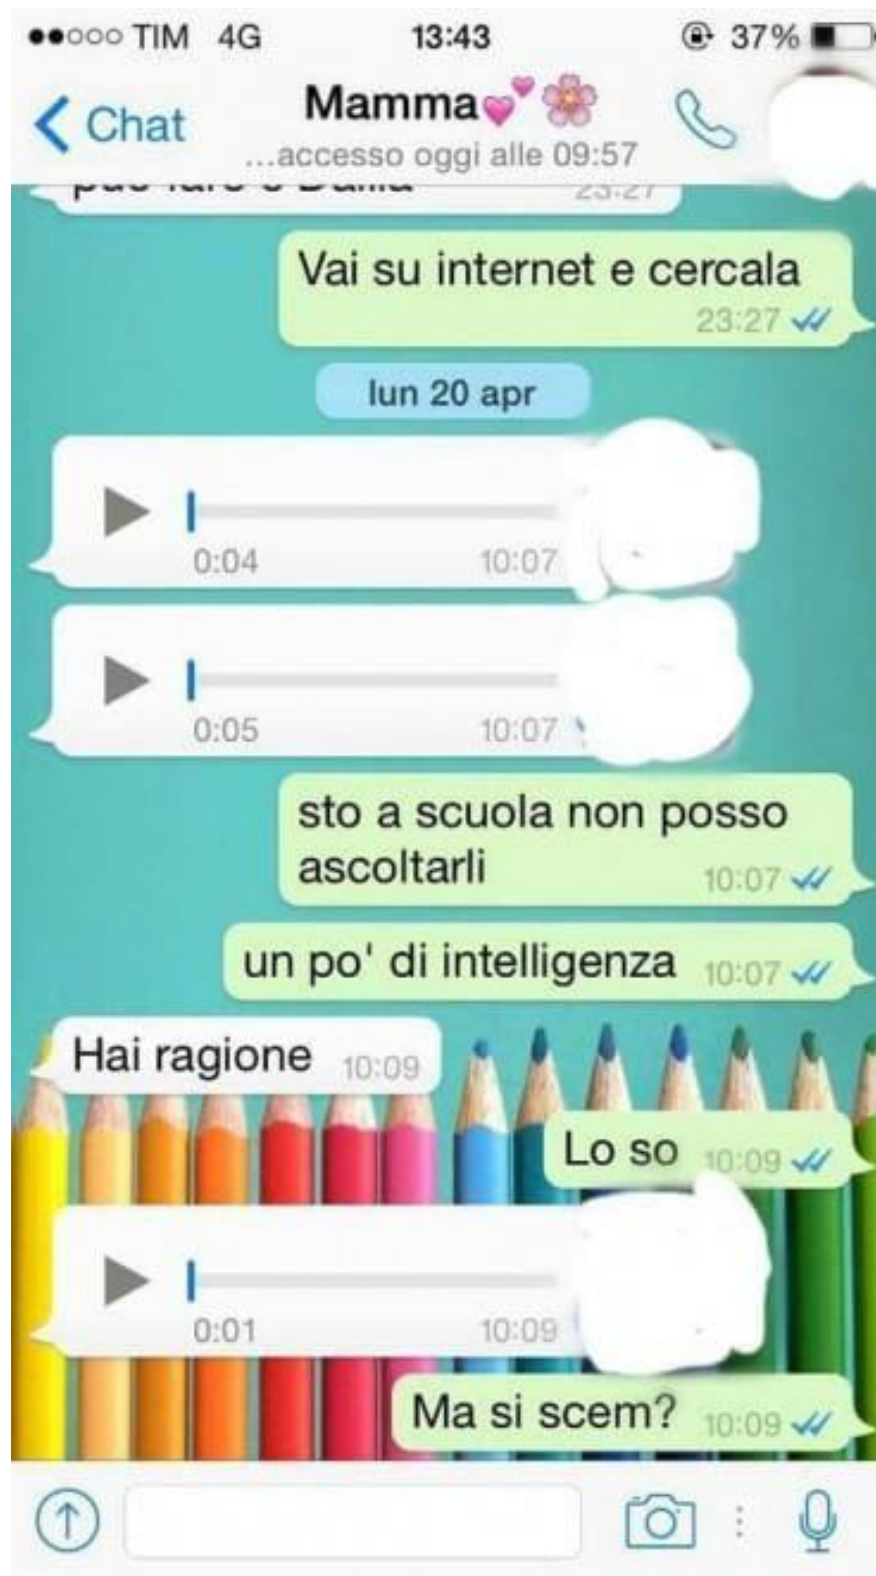 TIM 4G 13:43 37%
Chat
Mamma💕🌸
...accesso oggi alle 09:57
23:27
Vai su internet e cercala
23:27
lun 20 apr
0:04 10:07
0:05 10:07
sto a scuola non posso
ascoltarli 10:07
un po' di intelligenza 10:07
Hai ragione 10:09
Lo so 10:09
0:01 10:09
Ma si scem? 10:09